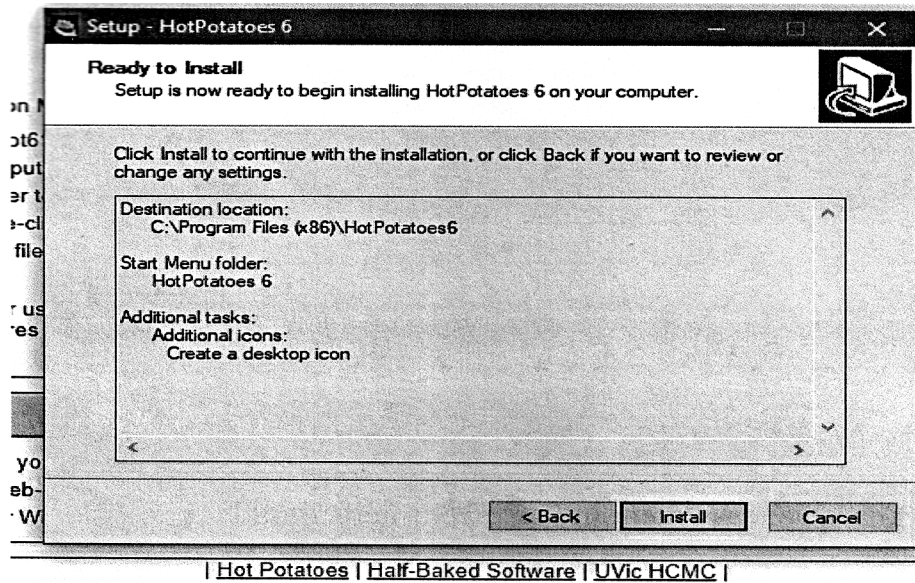 Setup - HotPotatoes 6
Ready to Install
Setup is now ready to begin installing HotPotatoes 6 on your computer.
Click Install to continue with the installation, or click Back if you want to review or
change any settings.
Destination location:
C:\Program Files (x86)\HotPotatoes6
Start Menu folder:
HotPotatoes 6
Additional tasks:
Additional icons:
Create a desktop icon
< Back
Install
Cancel
| Hot Potatoes | Half-Baked Software | UVic HCMC |